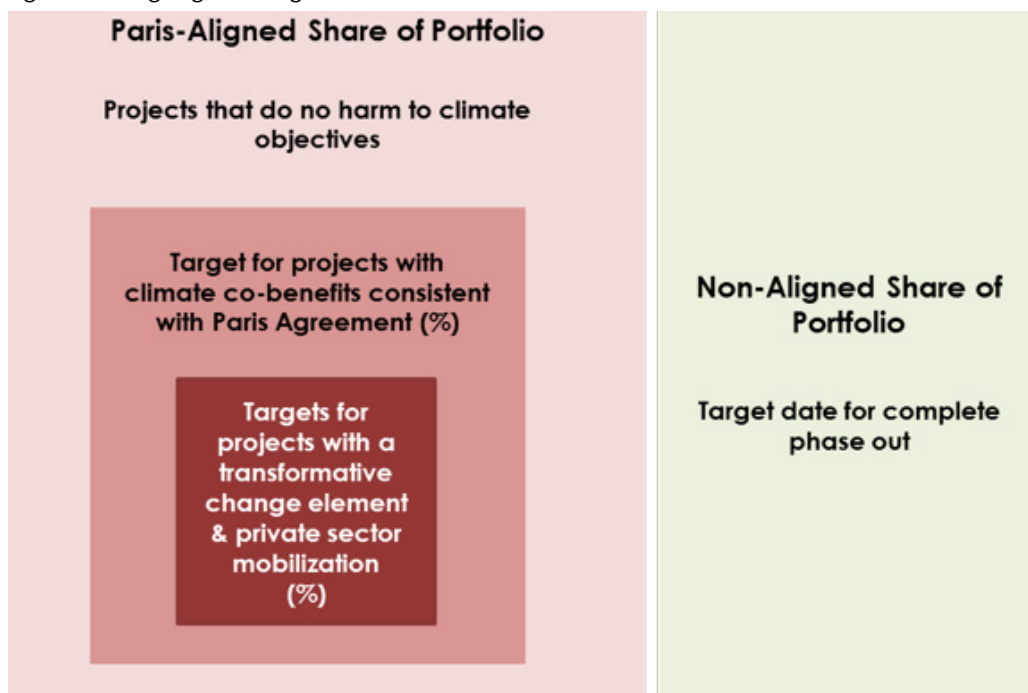 Paris-Aligned Share of Portfolio
Projects that do no harm to climate
objectives
Target for projects with
climate co-benefits consistent
with Paris Agreement (%)
Targets for
projects with a
transformative
change element
& private sector
mobilization
(%)
Non-Aligned Share of
Portfolio
Target date for complete
phase out